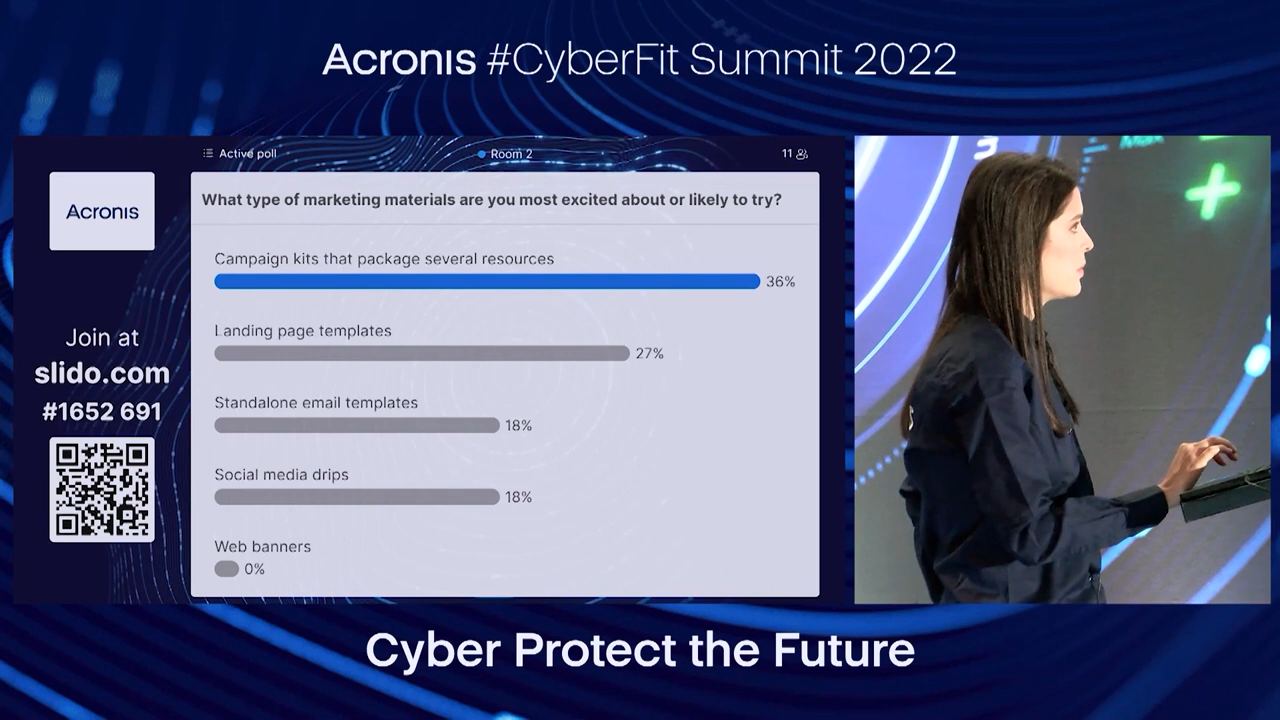 Acronis #CyberFit Summit 2022
Active poll
Room 2
11
Acronis
Join at
slido.com
#1652 691
What type of marketing materials are you most excited about or likely to try?
Campaign kits that package several resources
36%
Landing page templates
27%
Standalone email templates
18%
Social media drips
18%
Web banners
0%
Cyber Protect the Future